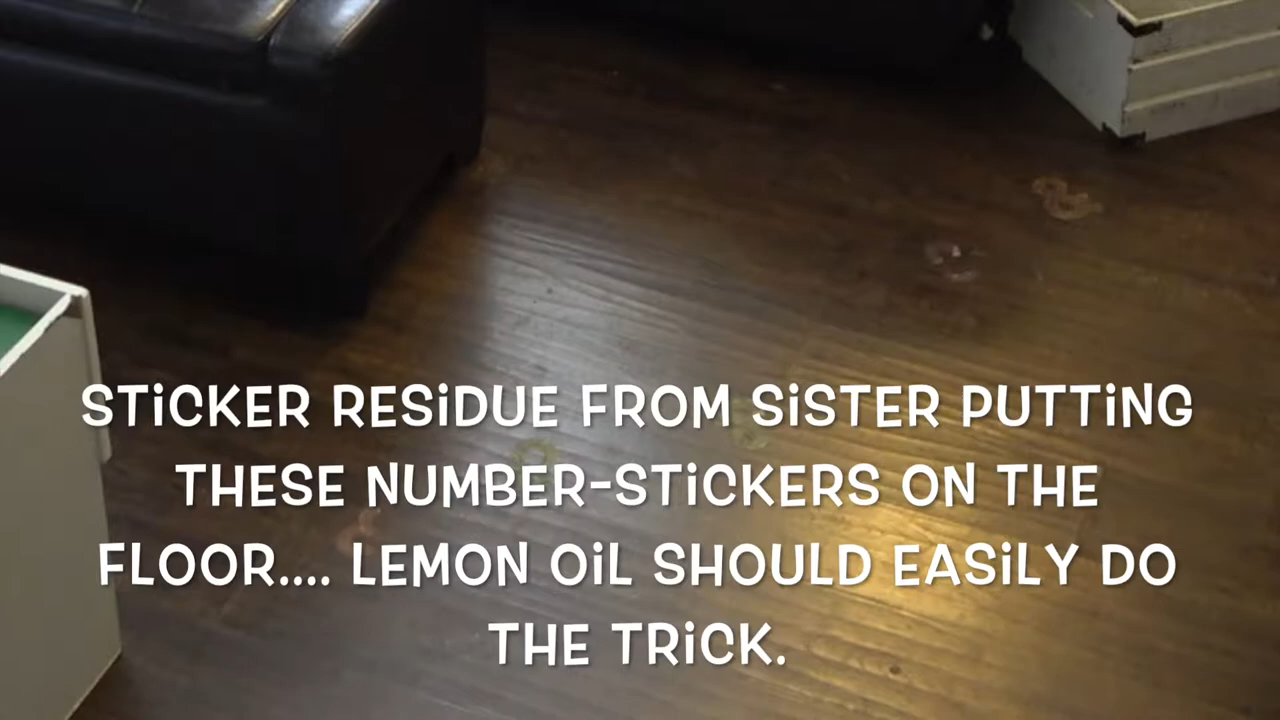 STiCKER RESiDUE FROM SiSTER PUTTiNG
THESE NUMBER-STiCKERS ON THE
FLOOR.... LEMON OiL SHOULD EASiLY DO
THE TRiCK.